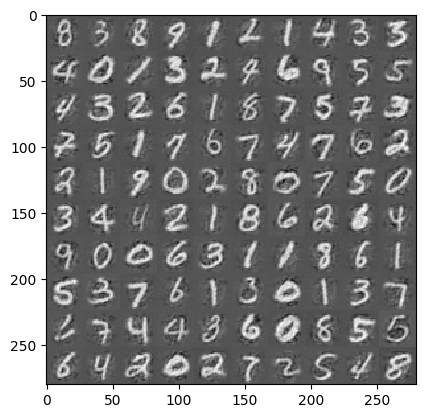 0
8 3 8 9 1 2 1 4 3 3
50
4 0 1 3 2 9 6 9 5 5
4 3 2 6 1 8 7 5 7 3
100
7 5 1 7 6 7 4 7 6 2
2 1 9 0 2 8 0 7 5 0
150
3 4 4 2 1 8 6 2 6 4
9 0 0 6 3 1 1 8 6 1
200
5 3 7 6 1 3 0 1 3 7
7 4 4 3 6 0 8 5 5
250
6 4 2 0 2 7 2 5 4 8
0 50 100 150 200 250